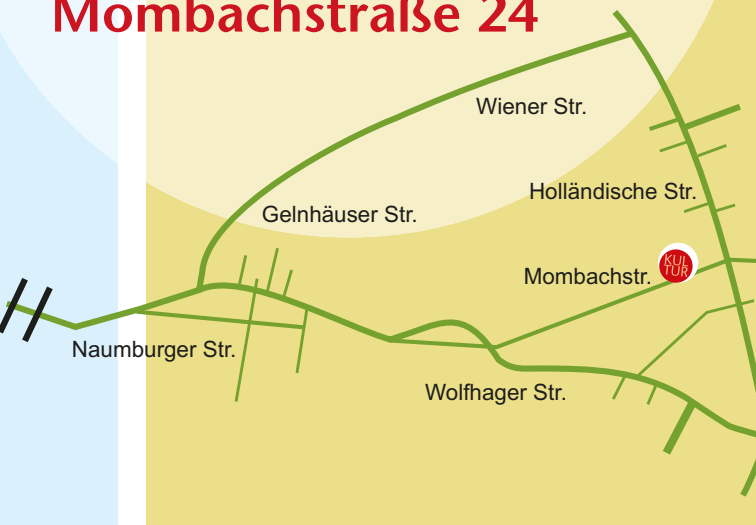 Mombachstraße 24
Wiener Str.
Holländische Str.
Gelnhäuser Str.
KUL
TUR
Mombachstr.
Naumburger Str.
Wolfhager Str.